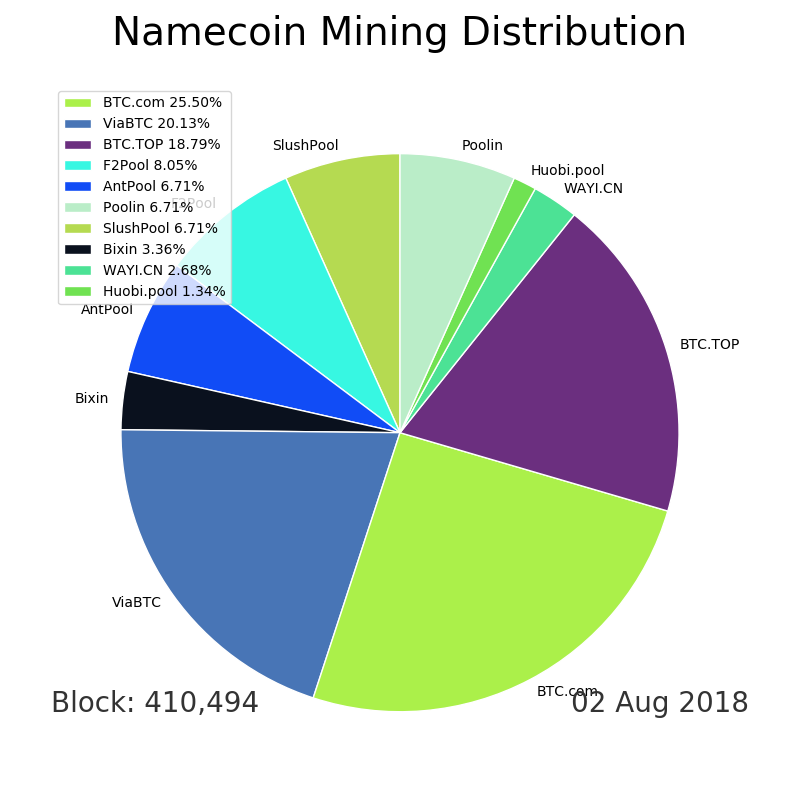 Namecoin Mining Distribution
BTC.com 25.50%
ViaBTC 20.13%
BTC.TOP 18.79%
F2Pool 8.05%
AntPool 6.71%
Poolin 6.71%
SlushPool 6.71%
Bixin 3.36%
WAYI.CN 2.68%
Huobi.pool 1.34%
SlushPool
Poolin
Huobi.pool
WAYI.CN
F2Pool
AntPool
BTC.TOP
Bixin
ViaBTC
BTC.com
Block: 410,494
02 Aug 2018